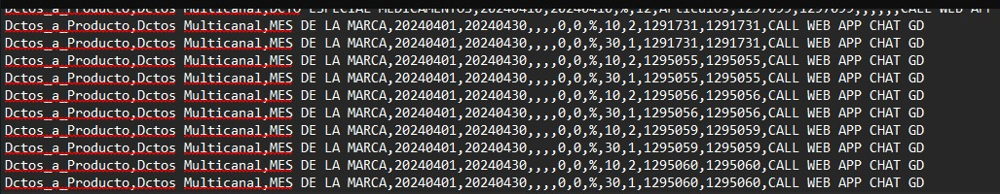 Dctos_a_Producto,Dctos Multicanal,DCTO ESPECIAL MEDICAMENTOS,20240410,20240410,%,12,Articulos,1297099,1297099,,,,,,CALL WEB APP
Dctos_a_Producto,Dctos Multicanal,MES DE LA MARCA,20240401,20240430,,,,0,0,%,10,2,1291731,1291731,CALL WEB APP CHAT GD
Dctos_a_Producto,Dctos Multicanal,MES DE LA MARCA,20240401,20240430,,,,0,0,%,30,1,1291731,1291731,CALL WEB APP CHAT GD
Dctos_a_Producto,Dctos Multicanal,MES DE LA MARCA,20240401,20240430,,,,0,0,%,10,2,1295055,1295055,CALL WEB APP CHAT GD
Dctos_a_Producto,Dctos Multicanal,MES DE LA MARCA,20240401,20240430,,,,0,0,%,30,1,1295055,1295055,CALL WEB APP CHAT GD
Dctos_a_Producto,Dctos Multicanal,MES DE LA MARCA,20240401,20240430,,,,0,0,%,10,2,1295056,1295056,CALL WEB APP CHAT GD
Dctos_a_Producto,Dctos Multicanal,MES DE LA MARCA,20240401,20240430,,,,0,0,%,30,1,1295056,1295056,CALL WEB APP CHAT GD
Dctos_a_Producto,Dctos Multicanal,MES DE LA MARCA,20240401,20240430,,,,0,0,%,10,2,1295059,1295059,CALL WEB APP CHAT GD
Dctos_a_Producto,Dctos Multicanal,MES DE LA MARCA,20240401,20240430,,,,0,0,%,30,1,1295059,1295059,CALL WEB APP CHAT GD
Dctos_a_Producto,Dctos Multicanal,MES DE LA MARCA,20240401,20240430,,,,0,0,%,10,2,1295060,1295060,CALL WEB APP CHAT GD
Dctos_a_Producto,Dctos Multicanal,MES DE LA MARCA,20240401,20240430,,,,0,0,%,30,1,1295060,1295060,CALL WEB APP CHAT GD